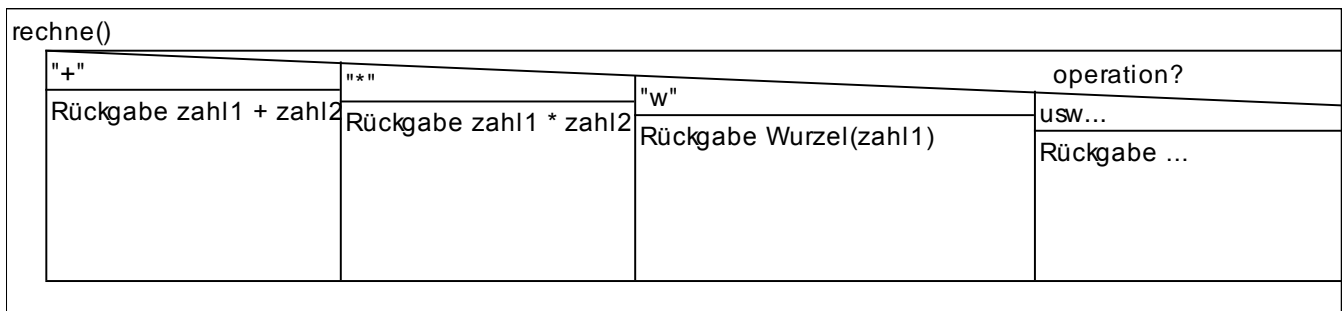 rechne()
operation?
"+"
"*"
"w"
usw...
Rückgabe zahl1 + zahl2
Rückgabe zahl1 * zahl2
Rückgabe Wurzel(zahl1)
Rückgabe ...